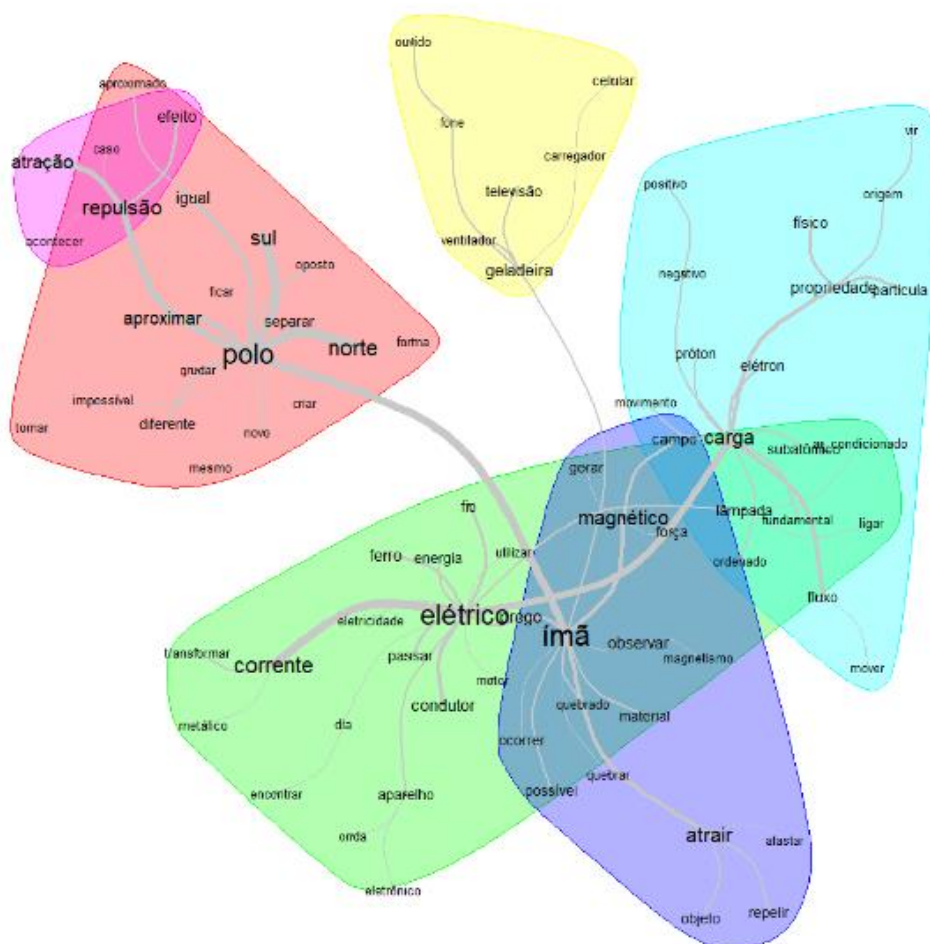 ouvido
celular
aproximado
efeito
fone
vir
caso
carregador
atração
positivo
televisão
origem
igual
repulsão
físico
sul
acontecer
ventilador
oposto
geladeira
negativo
propriedade
partícula
ficar
aproximar
separar
polo
norte
forma
próton
elétron
grudar
impossível
criar
movimento
diferente
novo
tornar
campo
carga
ar_condicionado
subatômico
mesmo
gerar
magnético
lâmpada
fio
força
fundamental
ligar
ferro
energia
utilizar
ordenado
elétrico
prego
fluxo
eletricidade
ímã
observar
transformar
corrente
passar
magnetismo
mover
motor
condutor
quebrado
material
metálico
dia
ocorrer
quebrar
encontrar
aparelho
possível
onda
atrair
afastar
eletrônico
objeto
repelir